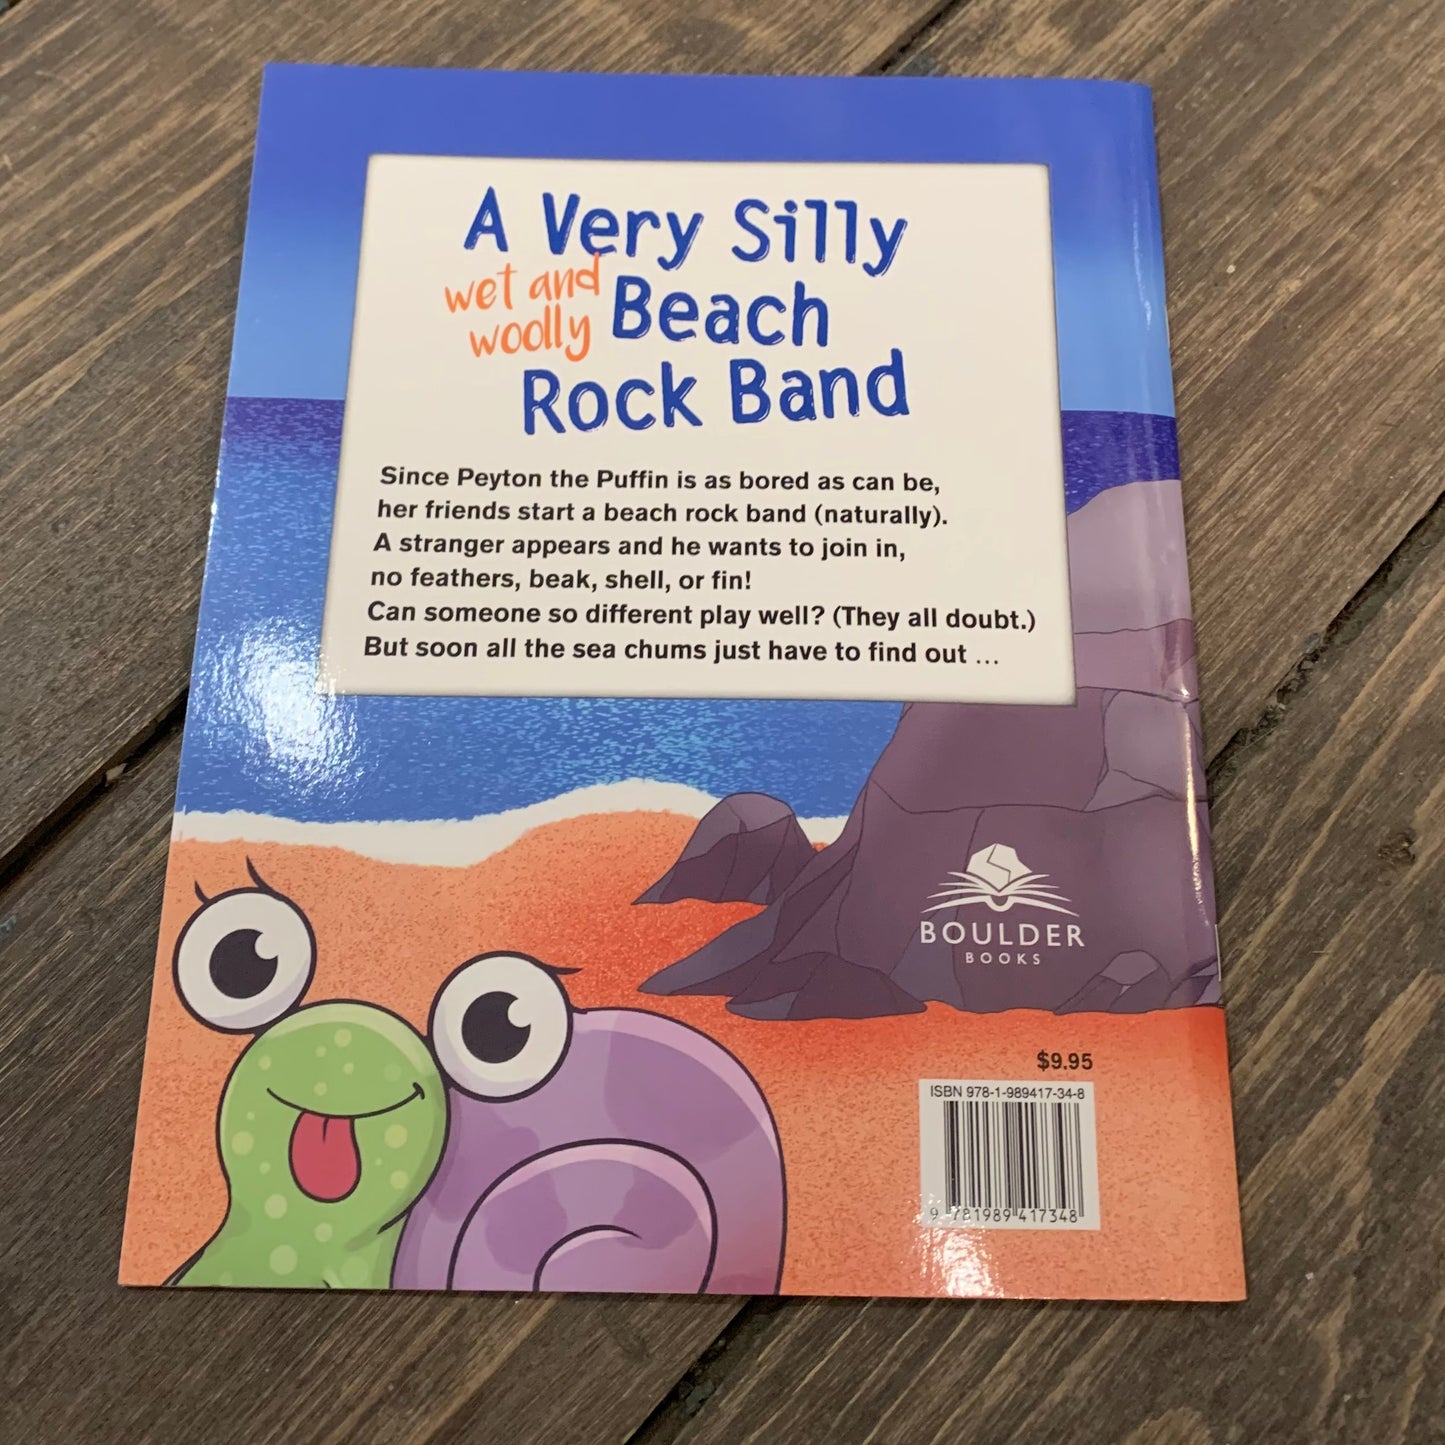 A Very Silly
wet and
woolly
Beach
Rock Band
Since Peyton the Puffin is as bored as can be,
her friends start a beach rock band (naturally).
A stranger appears and he wants to join in,
no feathers, beak, shell, or fin!
Can someone so different play well? (They all doubt.)
But soon all the sea chums just have to find out ...
BOULDER
BOOKS
$9.95
ISBN 978-1-989417-34-8
9 781989 417348